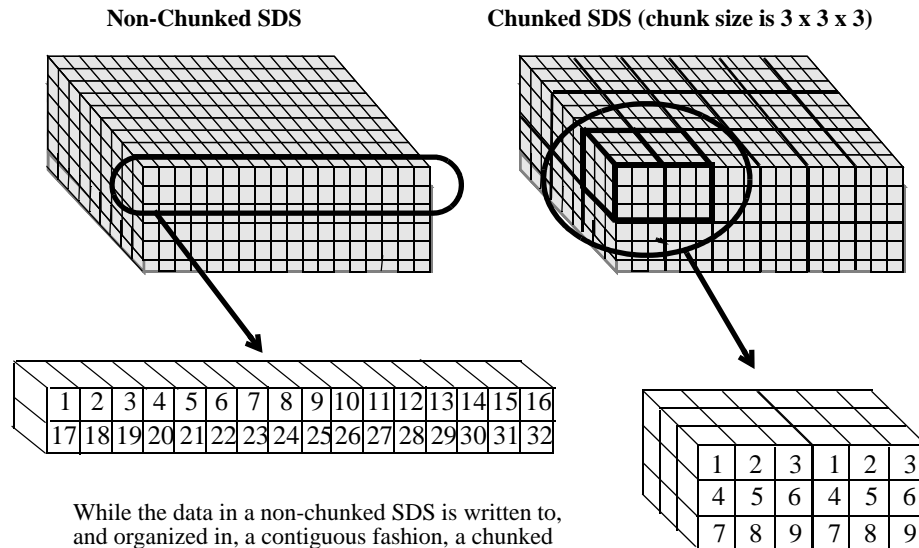 Non-Chunked SDS
Chunked SDS (chunk size is 3 x 3 x 3)
1 2 3 4 5 6 7 8 9 10 11 12 13 14 15 16
17 18 19 20 21 22 23 24 25 26 27 28 29 30 31 32
1 2 3 1 2 3
4 5 6 4 5 6
7 8 9 7 8 9
While the data in a non-chunked SDS is written to,
and organized in, a contiguous fashion, a chunked